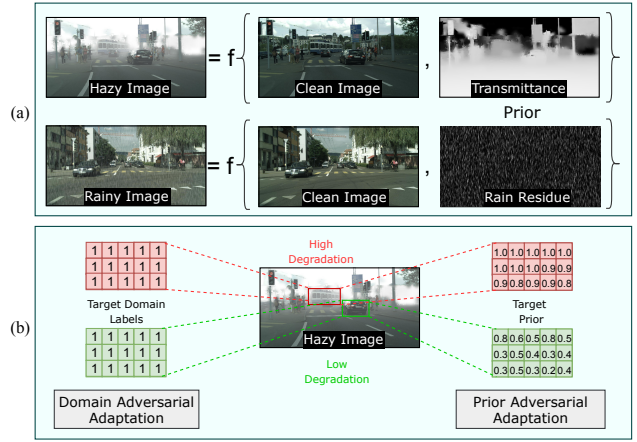 (a)
= f { , }
Hazy Image
Clean Image
Transmittance
Prior
= f { , }
Rainy Image
Clean Image
Rain Residue
(b)
High
Degradation
1 1 1 1 1
1 1 1 1 1
1 1 1 1 1
1.0 1.0 1.0 1.0 1.0
1.0 1.0 1.0 0.9 0.9
0.9 0.8 0.9 0.9 0.8
Target Domain
Labels
Target
Prior
Hazy Image
1 1 1 1 1
1 1 1 1 1
1 1 1 1 1
0.8 0.6 0.5 0.8 0.5
0.3 0.5 0.4 0.3 0.4
0.3 0.5 0.3 0.2 0.4
Low
Degradation
Domain Adversarial
Adaptation
Prior Adversarial
Adaptation